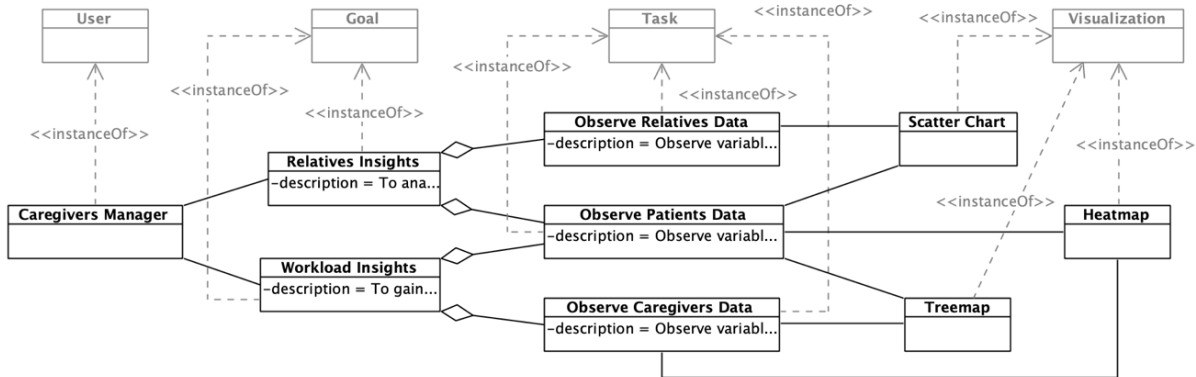 User
Goal
Task
<<instanceOf>>
<<instanceOf>>
Visualization
<<instanceOf>>
<<instanceOf>>
<<instanceOf>>
<<instanceOf>>
<<instanceOf>>
<<instanceOf>>
<<instanceOf>>
Observe Relatives Data
-description = Observe variabl...
Scatter Chart
Relatives Insights
-description = To ana...
<<instanceOf>>
Caregivers Manager
Observe Patients Data
-description = Observe variabl...
Heatmap
Workload Insights
-description = To gain...
Observe Caregivers Data
-description = Observe variabl...
Treemap